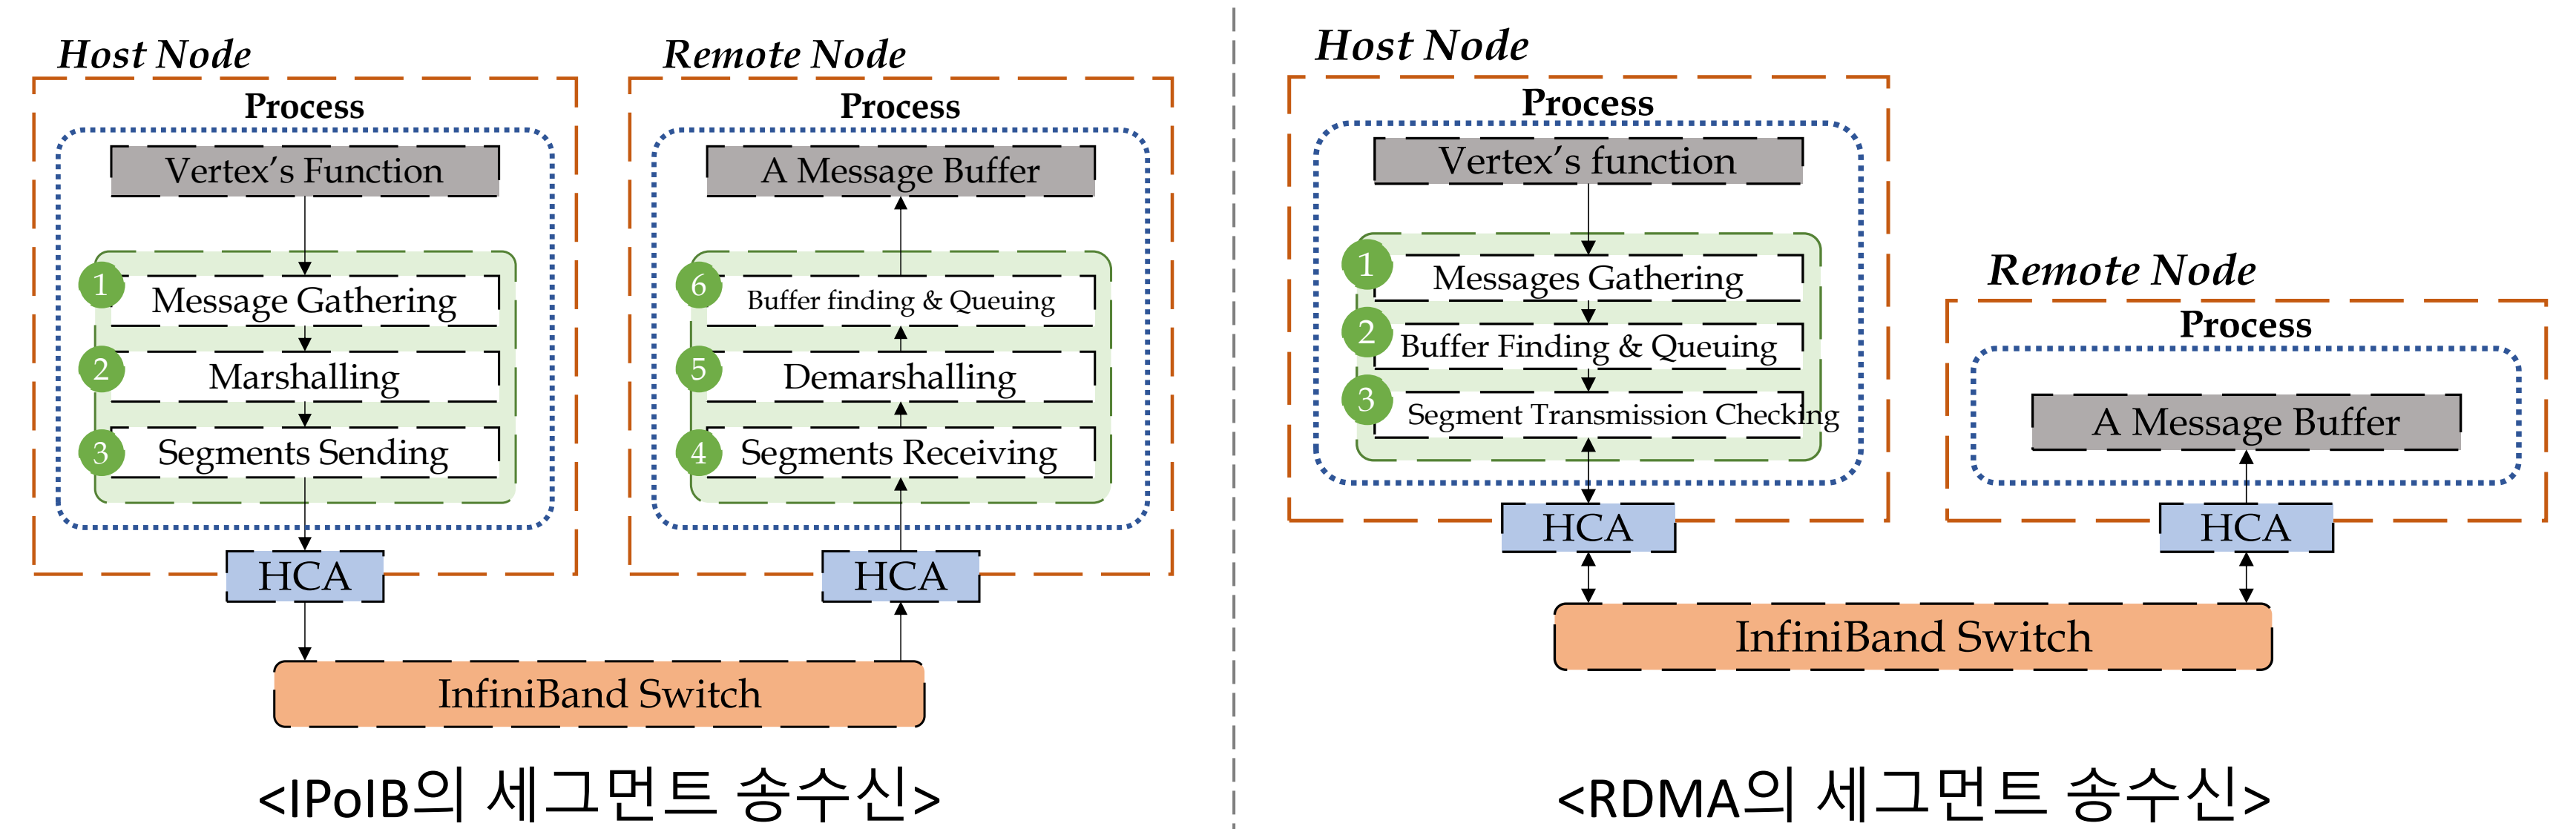 Host Node
Process
Vertex's Function
1
Message Gathering
2
Marshalling
3
Segments Sending
HCA
Remote Node
Process
A Message Buffer
6
Buffer finding & Queuing
5
Demarshalling
4
Segments Receiving
HCA
InfiniBand Switch
<IPoIB의 세그먼트 송수신>
Host Node
Process
Vertex's function
1
Messages Gathering
2
Buffer Finding & Queuing
3
Segment Transmission Checking
HCA
Remote Node
Process
A Message Buffer
HCA
InfiniBand Switch
<RDMA의 세그먼트 송수신>